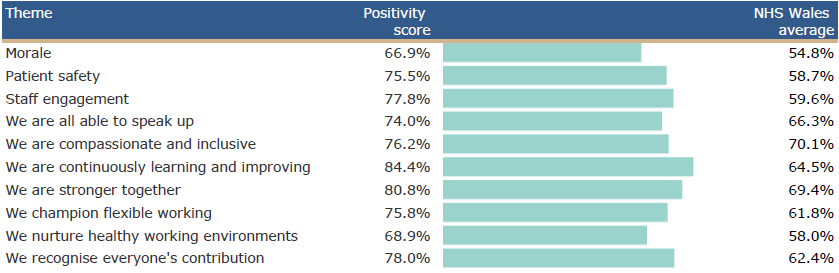 Theme Positivity score NHS Wales average
Morale 66.9% 54.8%
Patient safety 75.5% 58.7%
Staff engagement 77.8% 59.6%
We are all able to speak up 74.0% 66.3%
We are compassionate and inclusive 76.2% 70.1%
We are continuously learning and improving 84.4% 64.5%
We are stronger together 80.8% 69.4%
We champion flexible working 75.8% 61.8%
We nurture healthy working environments 68.9% 58.0%
We recognise everyone's contribution 78.0% 62.4%